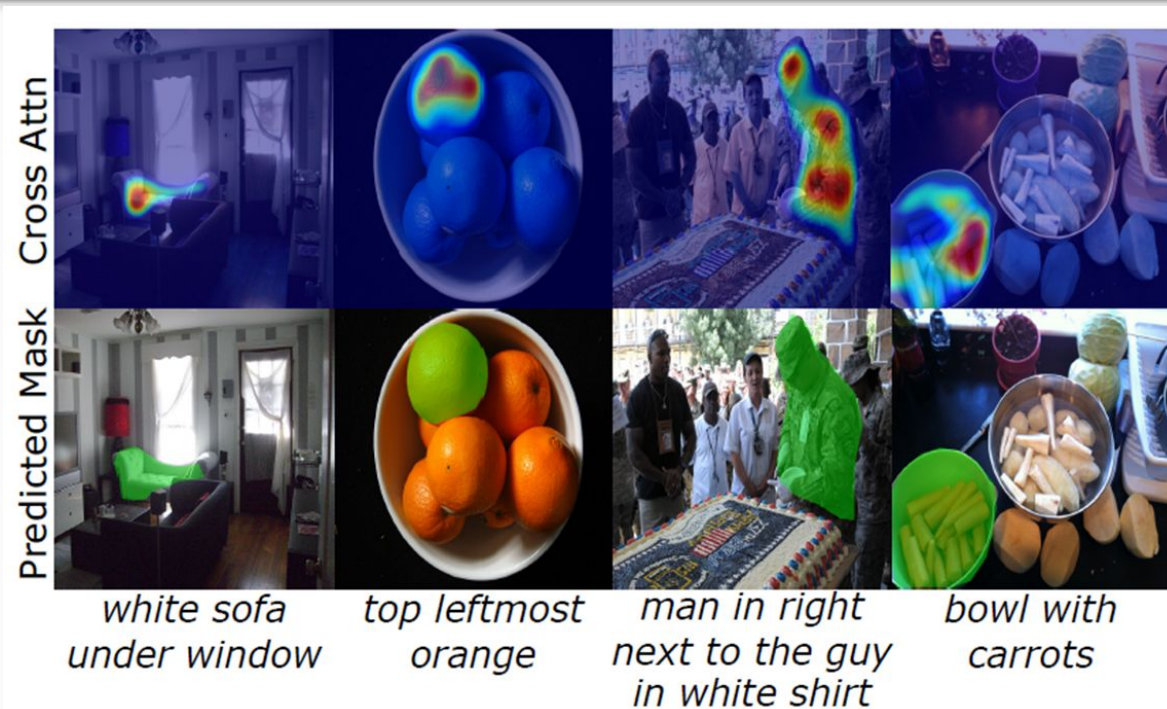 Cross Attn
Predicted Mask
white sofa
under window
top leftmost
orange
man in right
next to the guy
in white shirt
bowl with
carrots